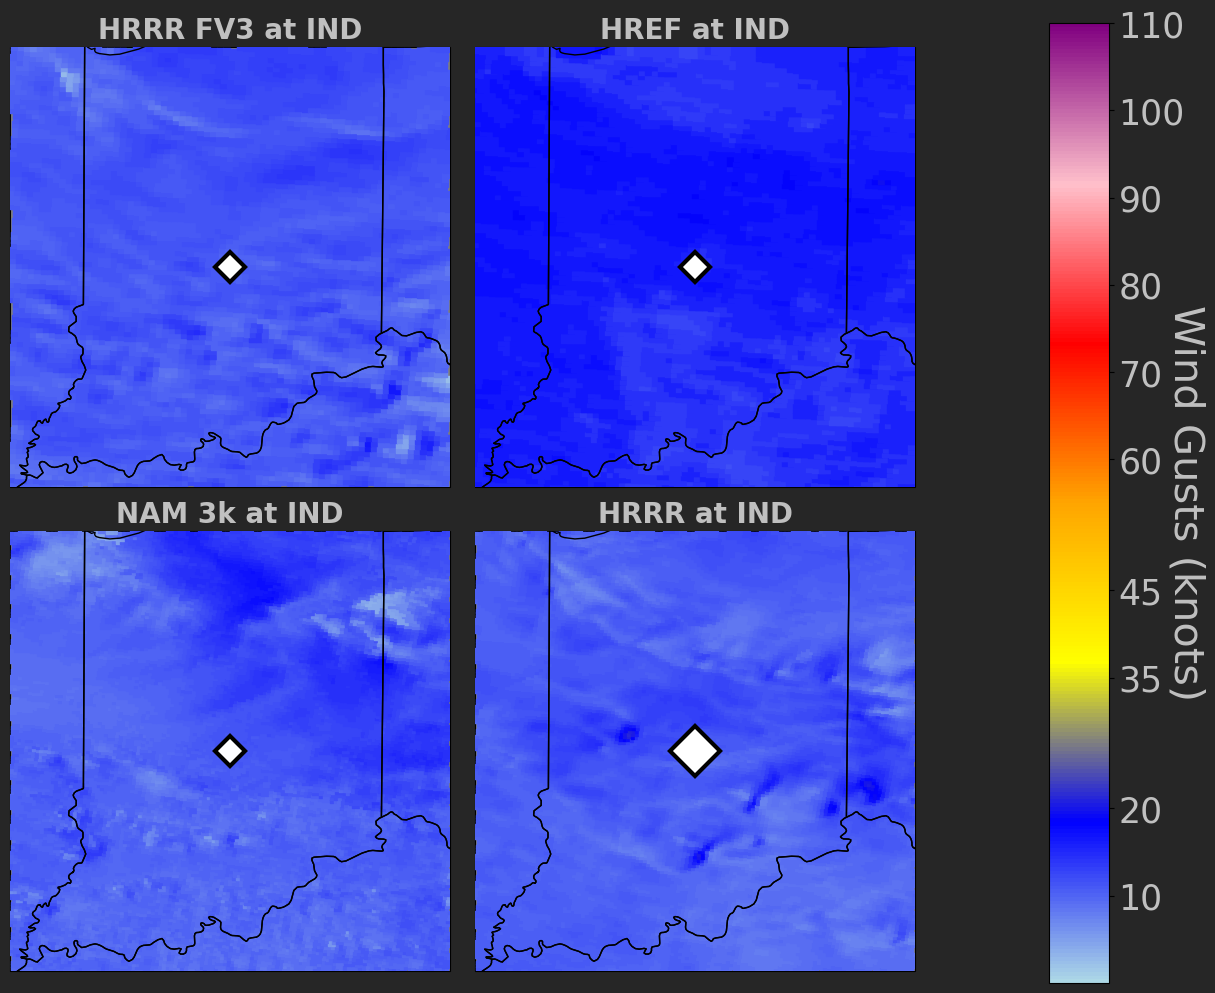 HRRR FV3 at IND
HREF at IND
NAM 3k at IND
HRRR at IND
110
100
90
80
70
60
45
35
20
10
Wind Gusts (knots)